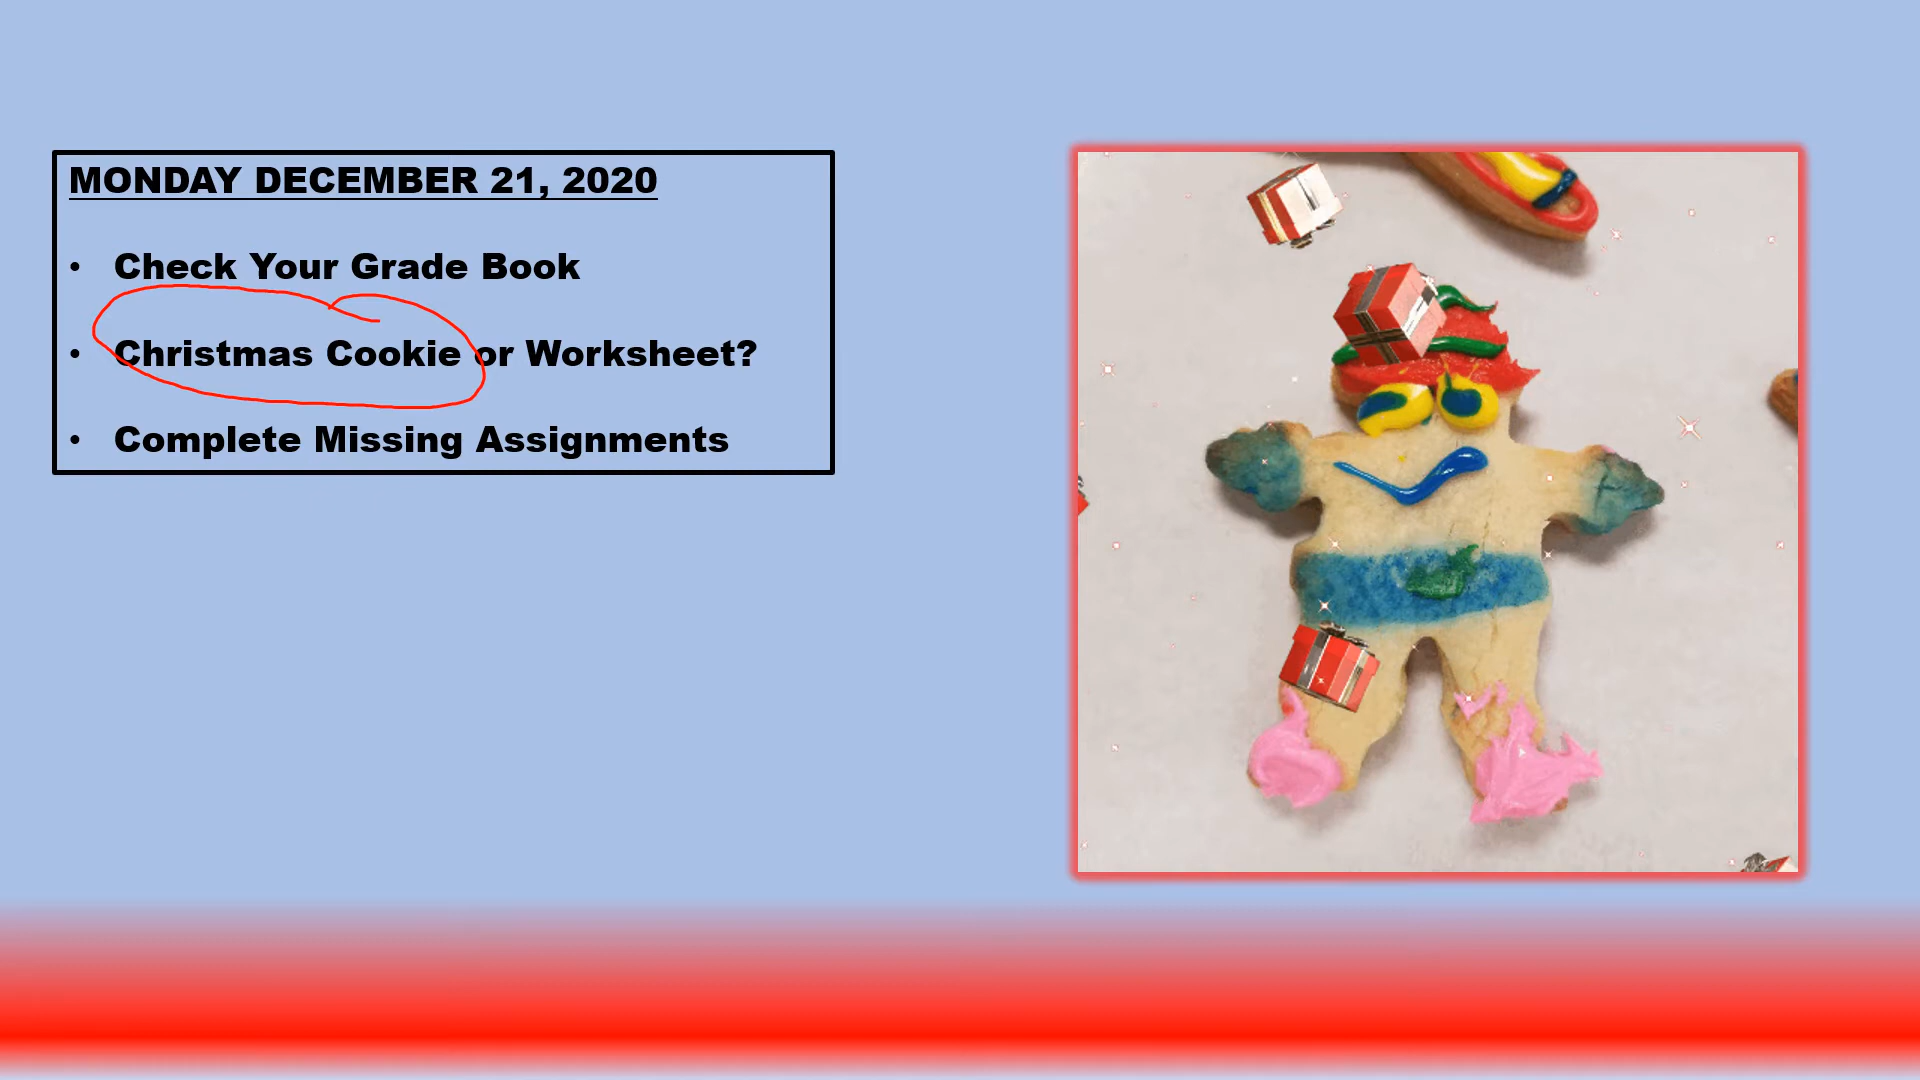 MONDAY DECEMBER 21, 2020
• Check Your Grade Book
• Christmas Cookie or Worksheet?
• Complete Missing Assignments